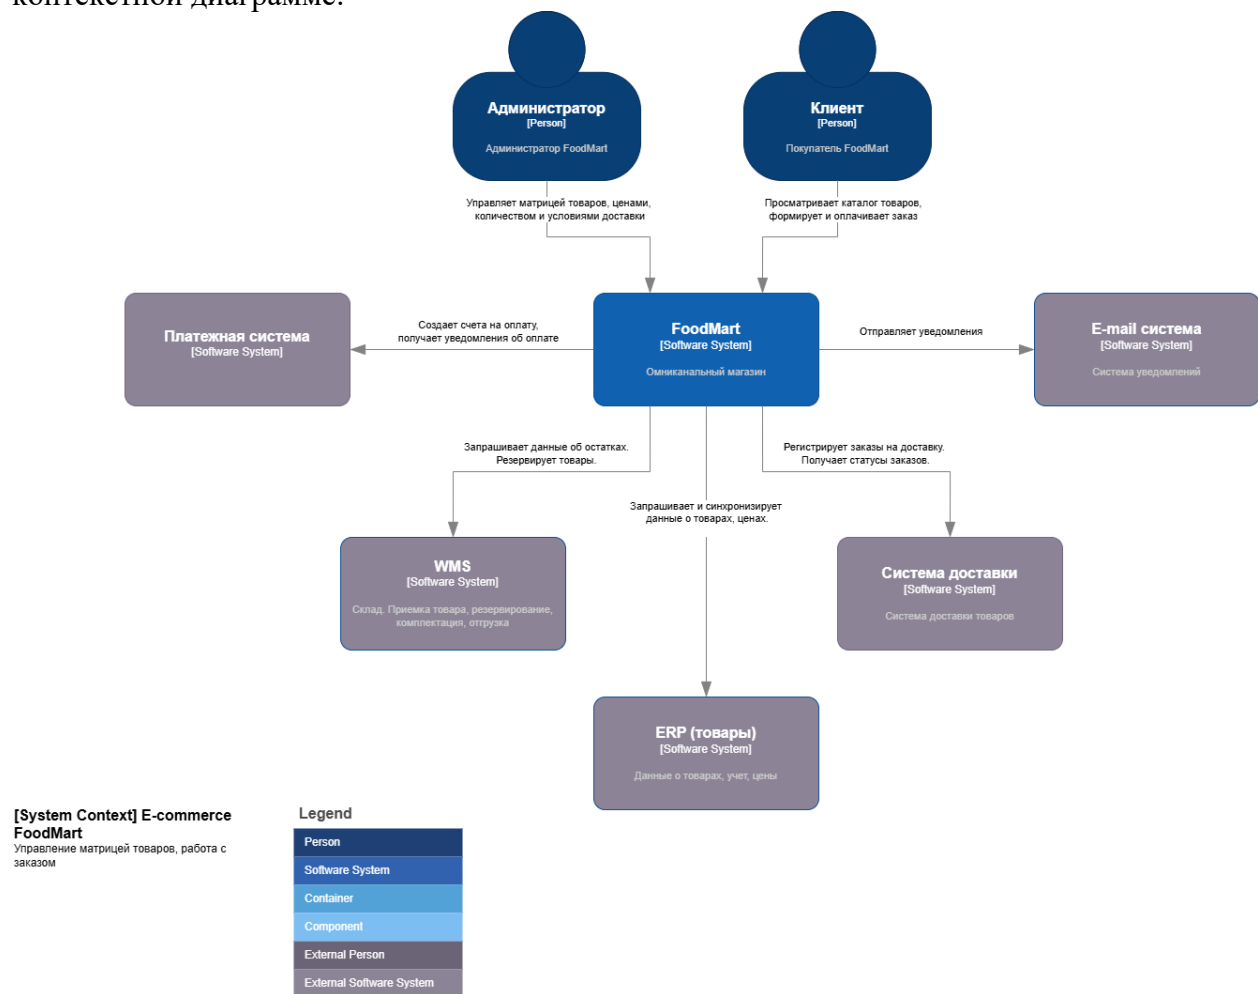 контекстной диаграмме.
Администратор
[Person]
Администратор FoodMart
Клиент
[Person]
Покупатель FoodMart
Управляет матрицей товаров, ценами,
количеством и условиями доставки
Просматривает каталог товаров,
формирует и оплачивает заказ
Платежная система
[Software System]
Создает счета на оплату,
получает уведомления об оплате
FoodMart
[Software System]
Омниканальный магазин
Отправляет уведомления
E-mail система
[Software System]
Система уведомлений
Запрашивает данные об остатках.
Резервирует товары.
Регистрирует заказы на доставку.
Получает статусы заказов.
Запрашивает и синхронизирует
данные о товарах, ценах.
WMS
[Software System]
Склад. Приемка товара, резервирование,
комплектация, отгрузка
Система доставки
[Software System]
Система доставки товаров
ERP (товары)
[Software System]
Данные о товарах, учет, цены
[System Context] E-commerce
FoodMart
Управление матрицей товаров, работа с
заказом
Legend
Person
Software System
Container
Component
External Person
External Software System